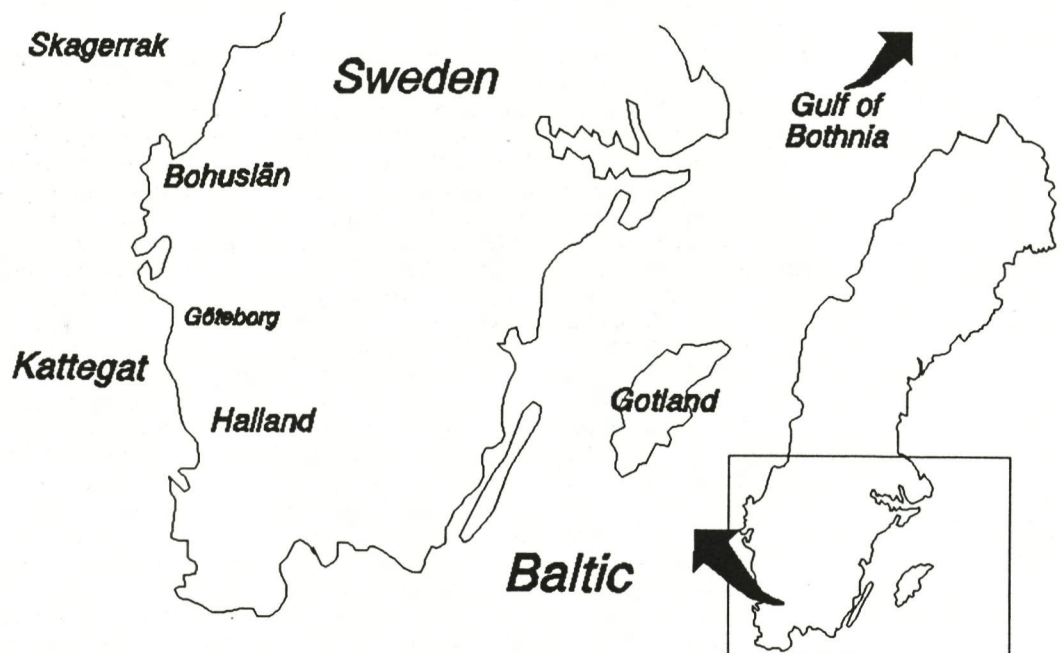 Skagerrak
Sweden
Gulf of
Bothnia
Bohuslän
Göteborg
Kattegat
Gotland
Halland
Baltic